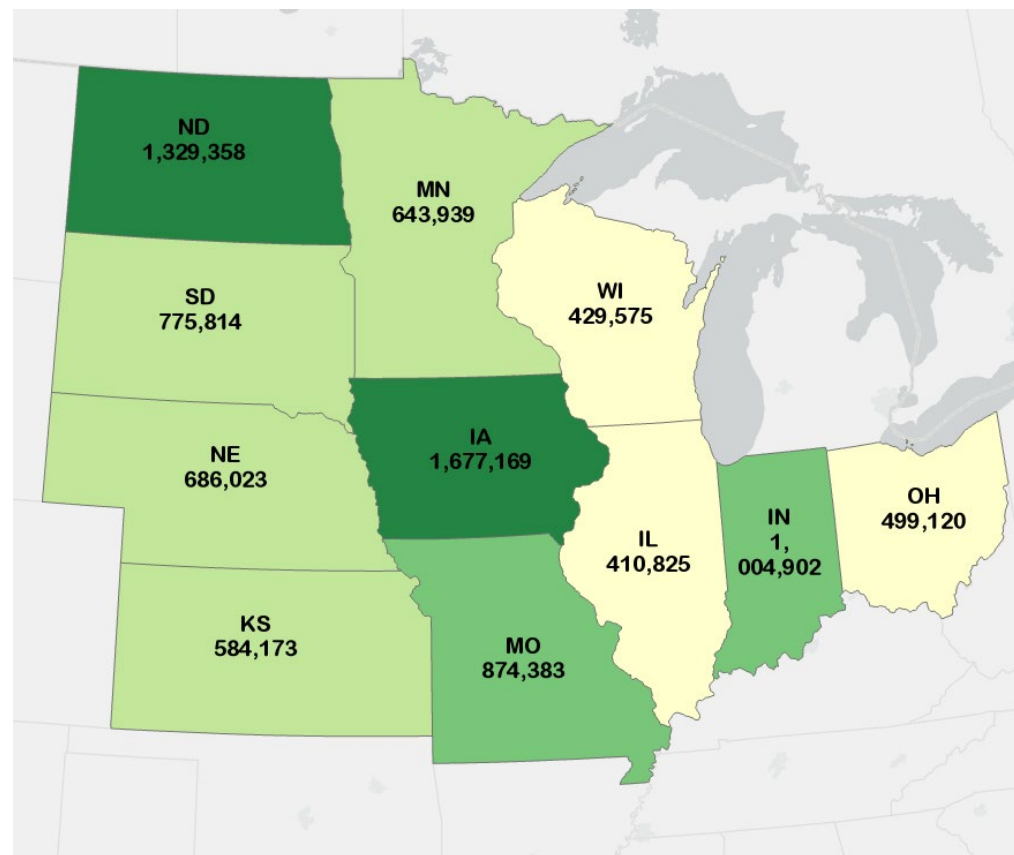 ND
1,329,358
MN
643,939
SD
775,814
WI
429,575
NE
686,023
IA
1,677,169
IL
410,825
IN
1,
004,902
OH
499,120
KS
584,173
MO
874,383